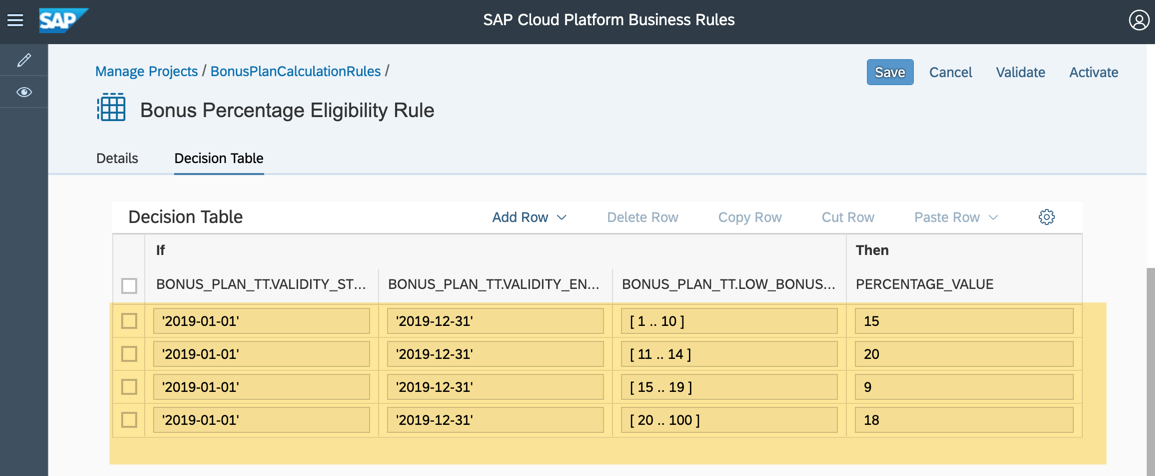 SAP SAP Cloud Platform Business Rules
Manage Projects / BonusPlanCalculationRules /
Save Cancel Validate Activate
Bonus Percentage Eligibility Rule
Details Decision Table
Decision Table Add Row Delete Row Copy Row Cut Row Paste Row
If Then
BONUS_PLAN_TT.VALIDITY_ST... BONUS_PLAN_TT.VALIDITY_EN... BONUS_PLAN_TT.LOW_BONUS... PERCENTAGE_VALUE
'2019-01-01' '2019-12-31' [ 1 .. 10 ] 15
'2019-01-01' '2019-12-31' [ 11 .. 14 ] 20
'2019-01-01' '2019-12-31' [ 15 .. 19 ] 9
'2019-01-01' '2019-12-31' [ 20 .. 100 ] 18